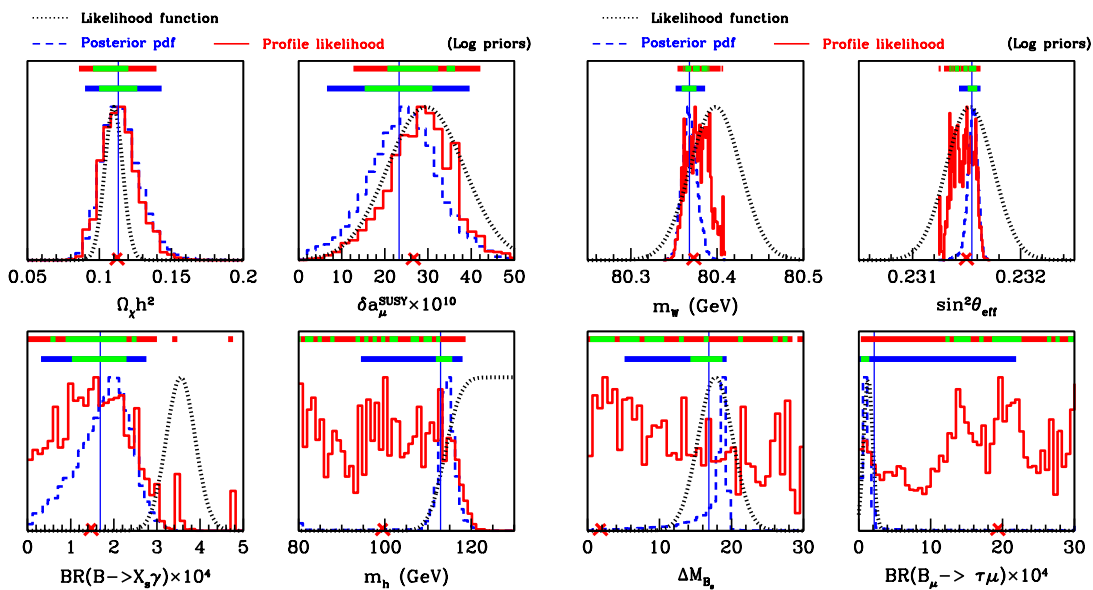 Likelihood function
Likelihood function
Posterior pdf Profile likelihood (Log priors)
Posterior pdf Profile likelihood (Log priors)
0.05 0.1 0.15 0.2
0 10 20 30 40 50
80.3 80.4 80.5
0.231 0.232
Ωχh²
δaμ^SUSY×10¹⁰
m_W (GeV)
sin²θ_eff
0 1 2 3 4 5
80 100 120
0 10 20 30
0 10 20 30
BR(B->X_sγ)×10⁴
m_h (GeV)
ΔM_B_s
BR(B_μ-> τμ)×10⁴